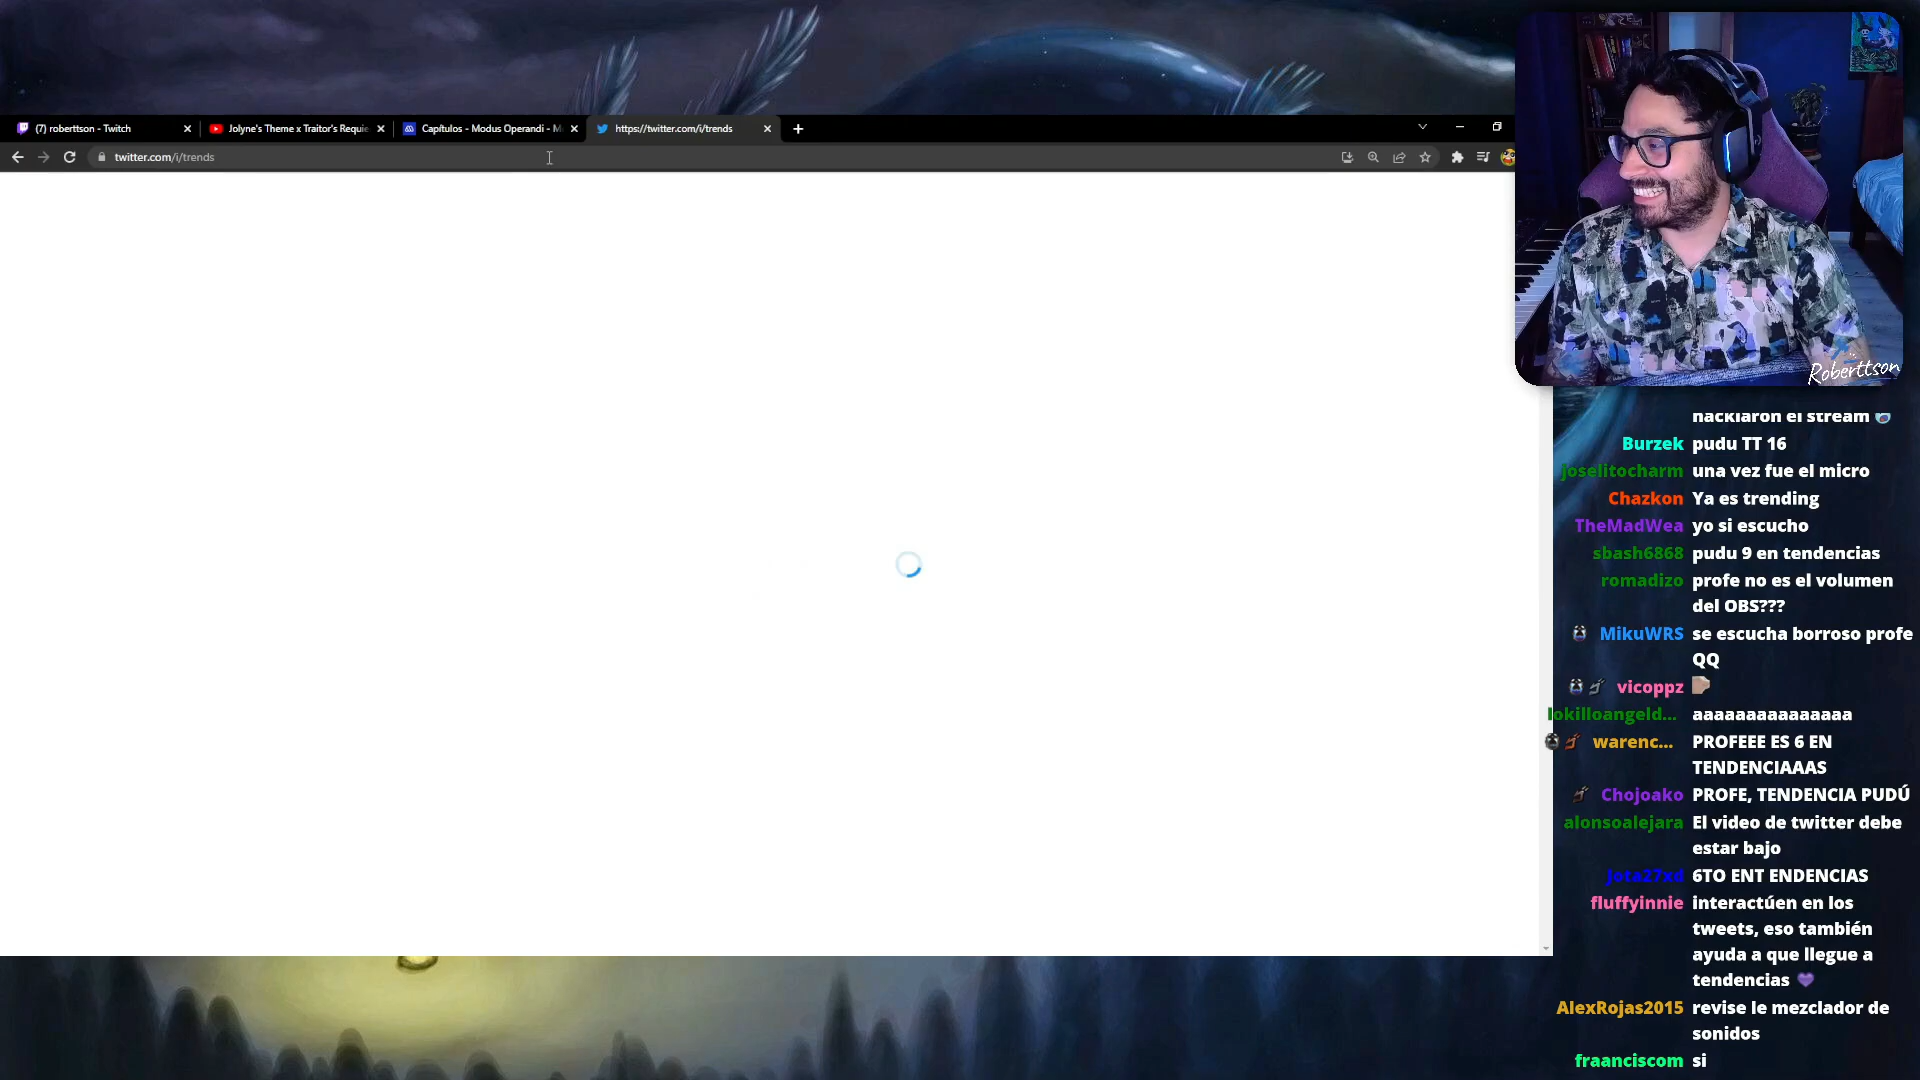 (7) roberttson - Twitch
Jolyne's Theme x Traitor's Requie
Capítulos - Modus Operandi - M
https://twitter.com/i/trends
twitter.com/i/trends
Roberttson
hackiaron el stream
Burzek pudu TT 16
joselitocharm una vez fue el micro
Chazkon Ya es trending
TheMadWea yo si escucho
sbash6868 pudu 9 en tendencias
romadizo profe no es el volumen
del OBS???
MikuWRS se escucha borroso profe
QQ
vicoppz
lokilloangeld... aaaaaaaaaaaaaaa
warenc... PROFEEE ES 6 EN
TENDENCIAAAS
Chojoako PROFE, TENDENCIA PUDÚ
alonsoalejara El video de twitter debe
estar bajo
Jota27xd 6TO ENT ENDENCIAS
fluffyinnie interactúen en los
tweets, eso también
ayuda a que llegue a
tendencias
AlexRojas2015 revise le mezclador de
sonidos
fraanciscom si